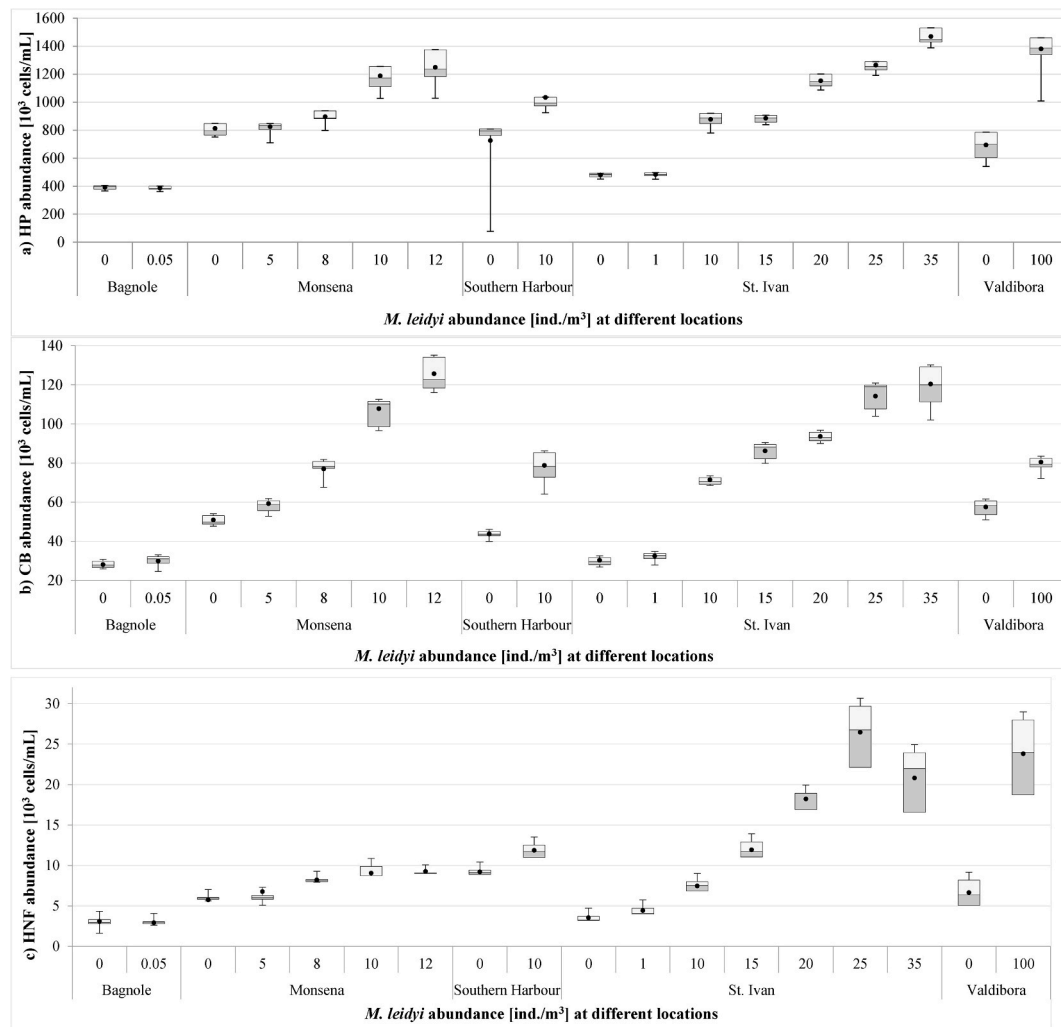 a) HP abundance [10³ cells/mL]
1600
1400
1200
1000
800
600
400
200
0
0 0.05 0 5 8 10 12 0 10 0 1 10 15 20 25 35 0 100
Bagnole Monsena Southern Harbour St. Ivan Valdibora
M. leidyi abundance [ind./m³] at different locations
b) CB abundance [10³ cells/mL]
140
120
100
80
60
40
20
0 0.05 0 5 8 10 12 0 10 0 1 10 15 20 25 35 0 100
Bagnole Monsena Southern Harbour St. Ivan Valdibora
M. leidyi abundance [ind./m³] at different locations
c) HNF abundance [10³ cells/mL]
30
25
20
15
10
5
0
0 0.05 0 5 8 10 12 0 10 0 1 10 15 20 25 35 0 100
Bagnole Monsena Southern Harbour St. Ivan Valdibora
M. leidyi abundance [ind./m³] at different locations